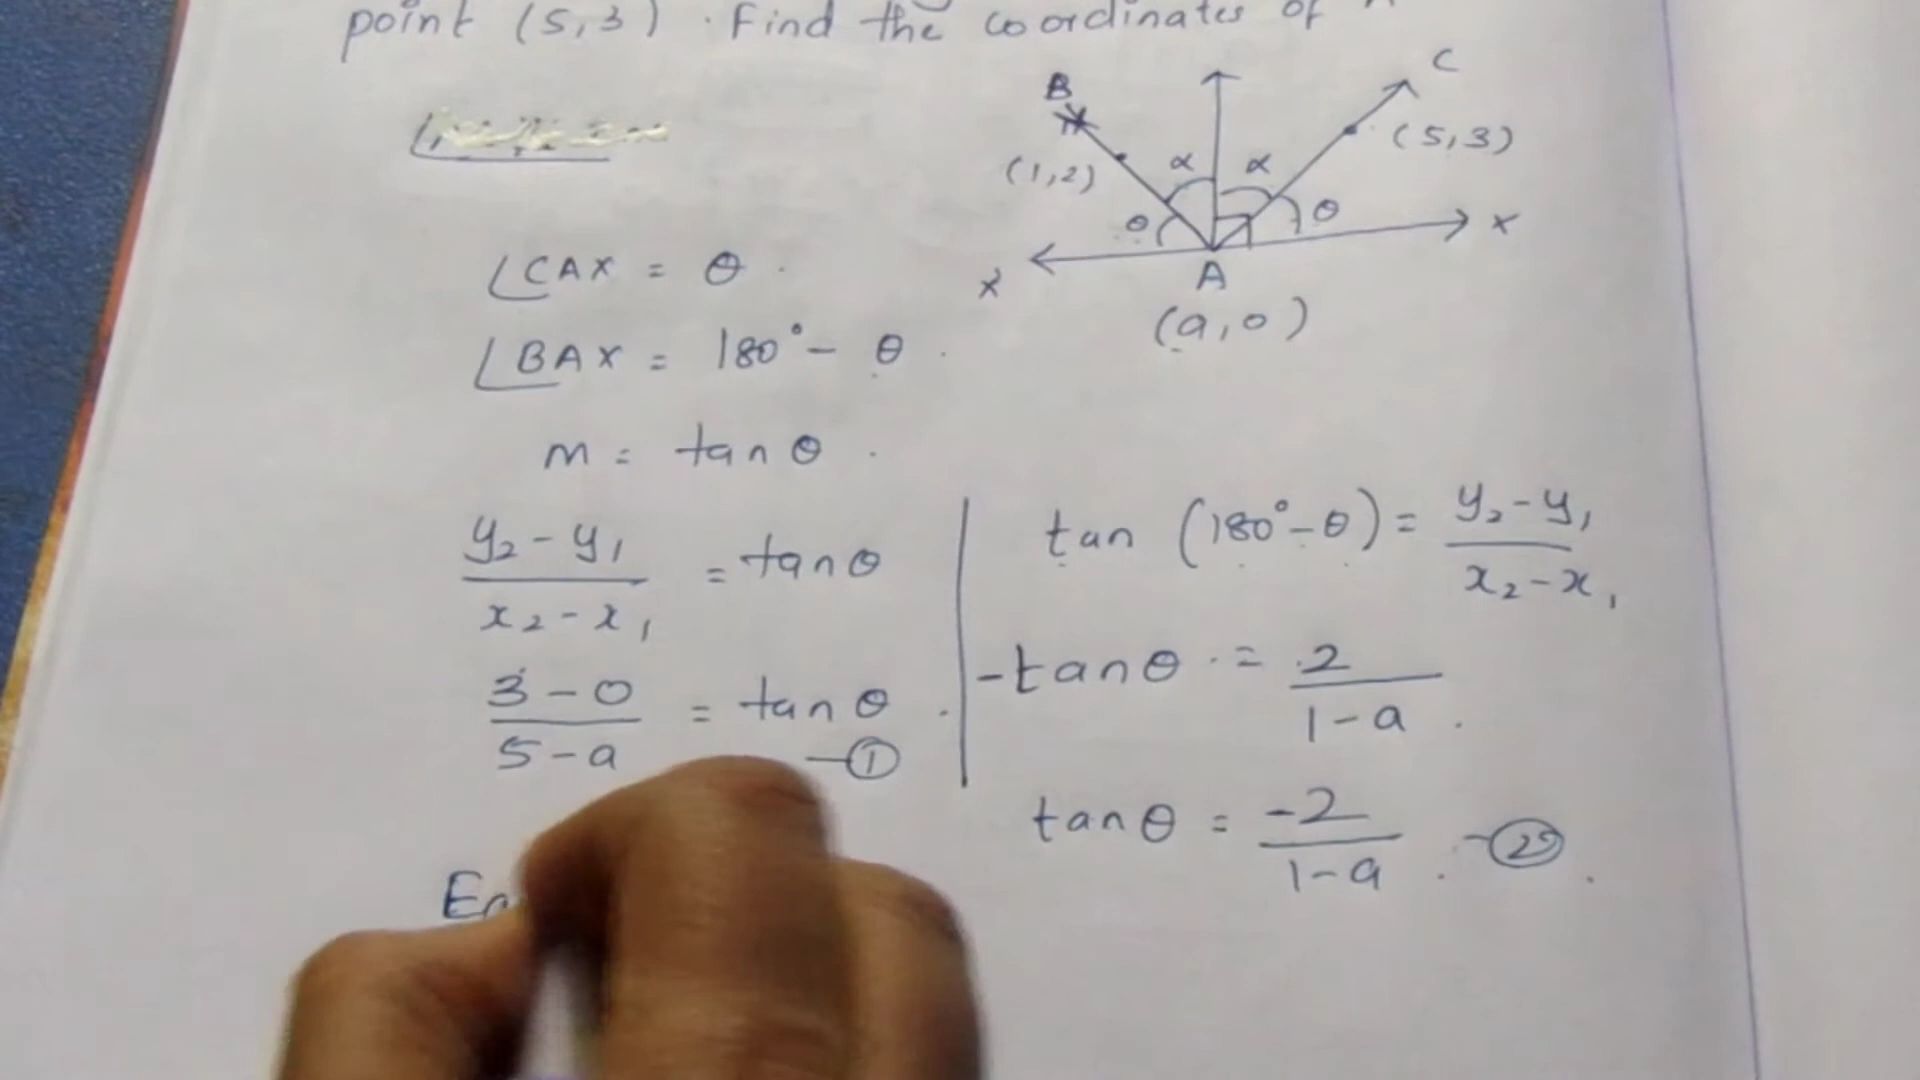 point (5,3). Find the coordinates of
B
C
(1,2)
α
α
(5,3)
θ
θ
x
x
A
(a,0)
∠CAX = θ.
∠BAX = 180° - θ.
m = tan θ.
y₂ - y₁ / x₂ - x₁ = tan θ
3 - 0 / 5 - a = tan θ. —①
tan (180° - θ) = y₂ - y₁ / x₂ - x₁
- tan θ = 2 / 1 - a.
tan θ = -2 / 1 - a. —②.